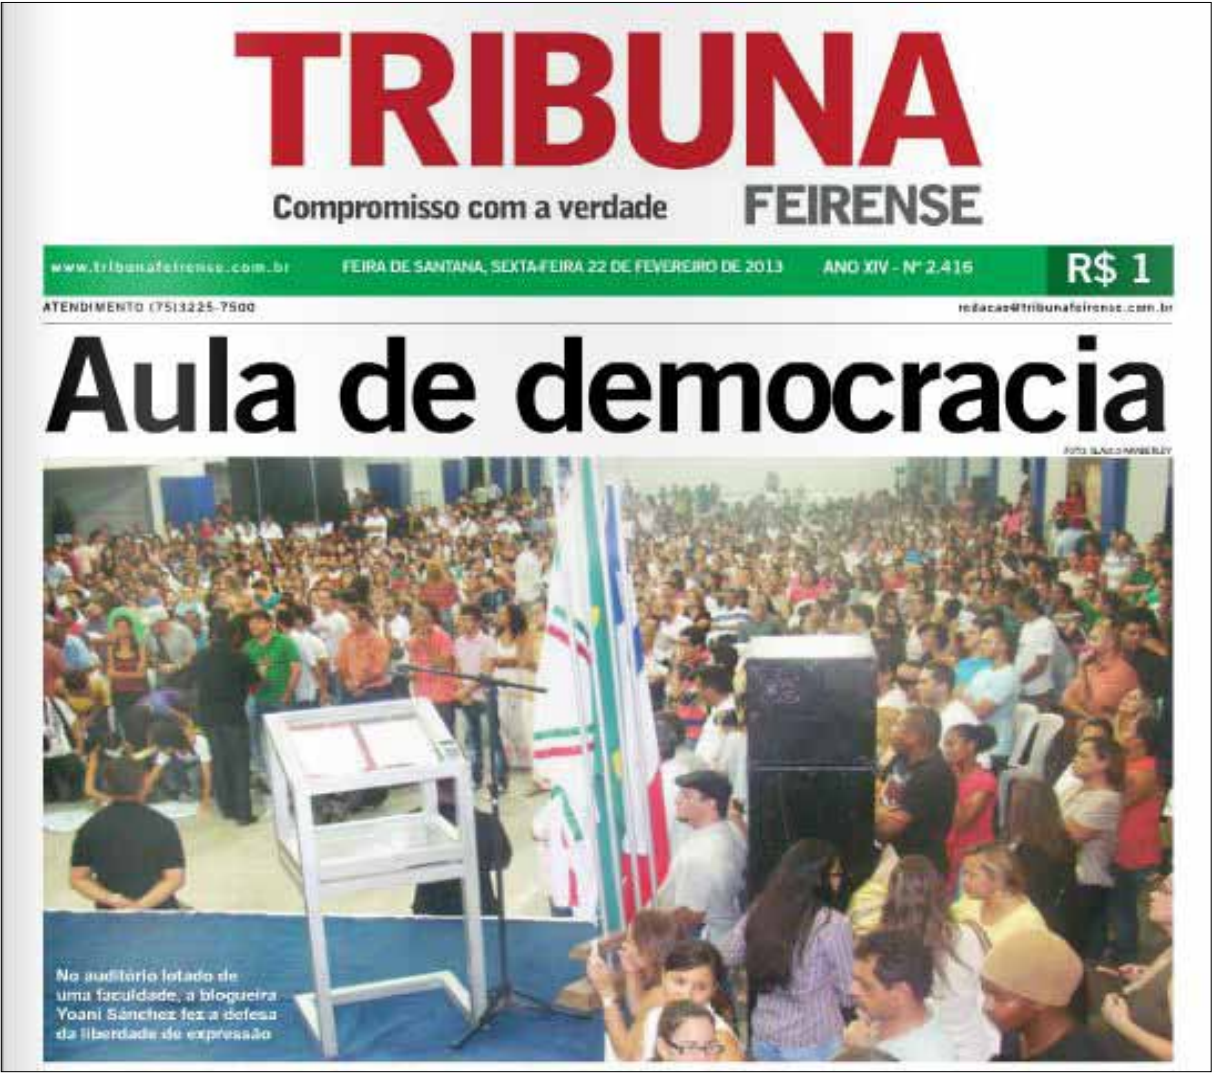 TRIBUNA
Compromisso com a verdade
FEIRENSE
www.tribunafeirense.com.br
FEIRA DE SANTANA, SEXTA-FEIRA 22 DE FEVEREIRO DE 2013
ANO XIV - Nº 2.416
R$ 1
ATENDIMENTO (75)3225-7500
redacao@tribunafeirense.com.br
Aula de democracia
No auditório lotado de
uma faculdade, a blogueira
Yoani Sánchez fez a defesa
da liberdade de expressão